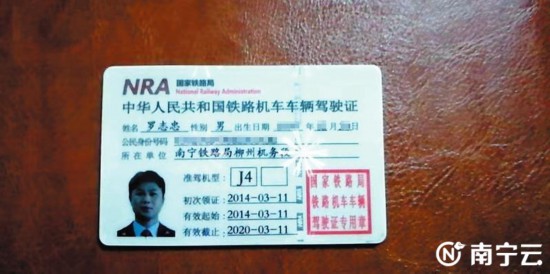 NRA 国家铁路局
National Railway Administration
中华人民共和国铁路机车车辆驾驶证
姓名 罗志忠 性别 男 出生日期
公民身份号码
所在单位 南宁铁路局柳州机务段
准驾机型: J4
初次领证: 2014-03-11
有效起始: 2014-03-11
有效截止: 2020-03-11
国家铁路局
铁路机车车辆
驾驶证专用章
南宁云